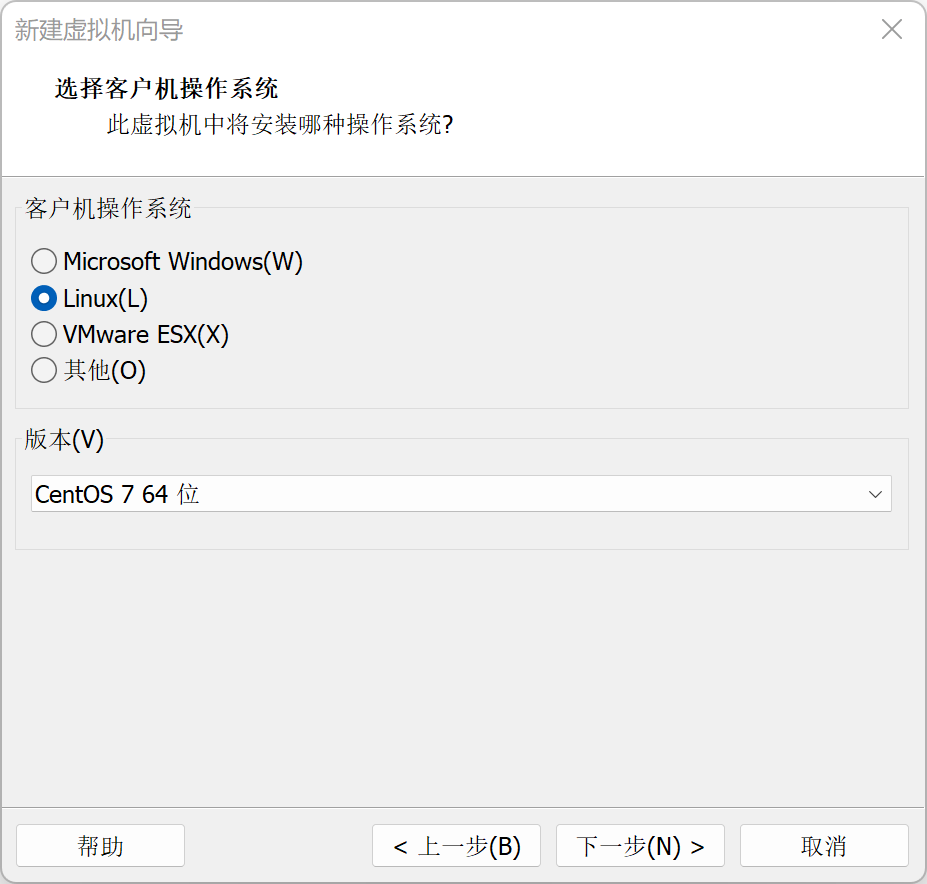 新建虚拟机向导
选择客户机操作系统
此虚拟机中将安装哪种操作系统?
客户机操作系统
Microsoft Windows(W)
Linux(L)
VMware ESX(X)
其他(O)
版本(V)
CentOS 7 64 位
帮助
< 上一步(B)
下一步(N) >
取消